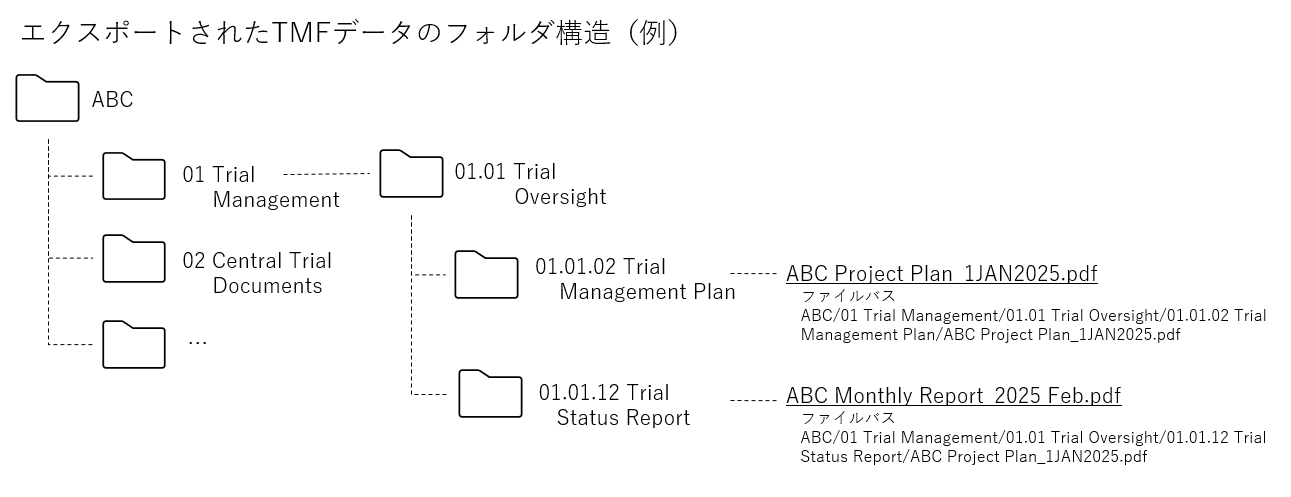 エクスポートされたTMFデータのフォルダ構造（例）
ABC
01 Trial
Management
01.01 Trial
Oversight
02 Central Trial
Documents
…
01.01.02 Trial
Management Plan
ABC Project Plan_1JAN2025.pdf
ファイルバス
ABC/01 Trial Management/01.01 Trial Oversight/01.01.02 Trial
Management Plan/ABC Project Plan_1JAN2025.pdf
01.01.12 Trial
Status Report
ABC Monthly Report_2025 Feb.pdf
ファイルバス
ABC/01 Trial Management/01.01 Trial Oversight/01.01.12 Trial
Status Report/ABC Project Plan_1JAN2025.pdf